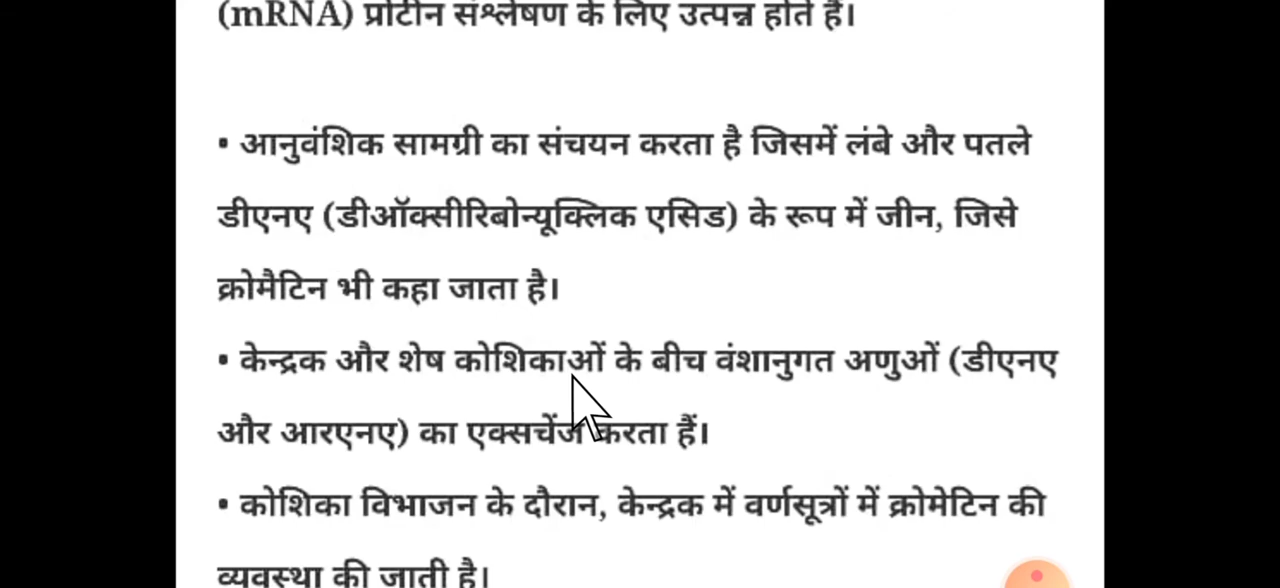 (mRNA) प्रोटीन संश्लेषण के लिए उत्पन्न होते हैं।
• आनुवंशिक सामग्री का संचयन करता है जिसमें लंबे और पतले
डीएनए (डीऑक्सीरिबोन्यूक्लिक एसिड) के रूप में जीन, जिसे
क्रोमैटिन भी कहा जाता है।
• केन्द्रक और शेष कोशिकाओं के बीच वंशानुगत अणुओं (डीएनए
और आरएनए) का एक्सचेंज करता हैं।
• कोशिका विभाजन के दौरान, केन्द्रक में वर्णसूत्रों में क्रोमेटिन की
व्यवस्था की जाती है।